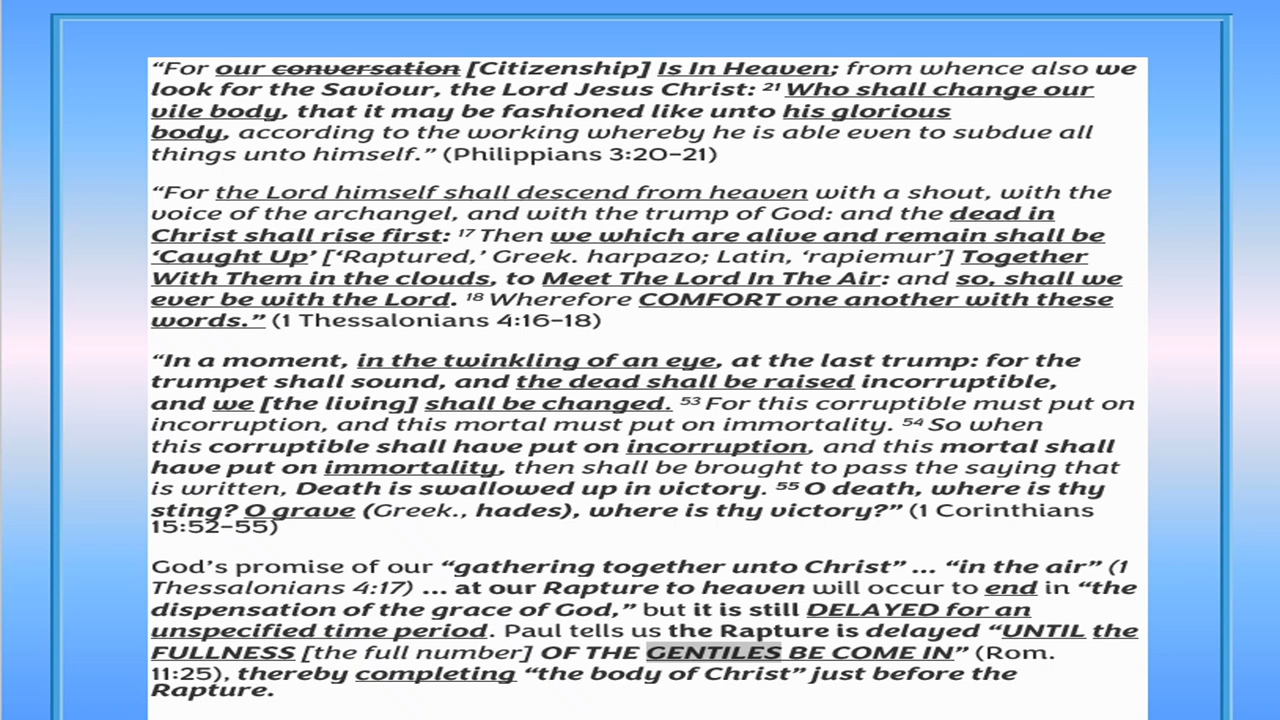 “For our conversation [Citizenship] Is In Heaven; from whence also we
look for the Saviour, the Lord Jesus Christ: ²¹ Who shall change our
vile body, that it may be fashioned like unto his glorious
body, according to the working whereby he is able even to subdue all
things unto himself.” (Philippians 3:20–21)
“For the Lord himself shall descend from heaven with a shout, with the
voice of the archangel, and with the trump of God: and the dead in
Christ shall rise first: ¹⁷ Then we which are alive and remain shall be
‘Caught Up’ [‘Raptured,’ Greek. harpazo; Latin, ‘rapiemur’] Together
With Them in the clouds, to Meet The Lord In The Air: and so, shall we
ever be with the Lord. ¹⁸ Wherefore COMFORT one another with these
words.” (1 Thessalonians 4:16–18)
“In a moment, in the twinkling of an eye, at the last trump: for the
trumpet shall sound, and the dead shall be raised incorruptible,
and we [the living] shall be changed. ⁵³ For this corruptible must put on
incorruption, and this mortal must put on immortality. ⁵⁴ So when
this corruptible shall have put on incorruption, and this mortal shall
have put on immortality, then shall be brought to pass the saying that
is written, Death is swallowed up in victory. ⁵⁵ O death, where is thy
sting? O grave (Greek., hades), where is thy victory?” (1 Corinthians
15:52–55)
God’s promise of our “gathering together unto Christ” … “in the air” (1
Thessalonians 4:17) … at our Rapture to heaven will occur to end in “the
dispensation of the grace of God,” but it is still DELAYED for an
unspecified time period. Paul tells us the Rapture is delayed “UNTIL the
FULLNESS [the full number] OF THE GENTILES BE COME IN” (Rom.
11:25), thereby completing “the body of Christ” just before the
Rapture.